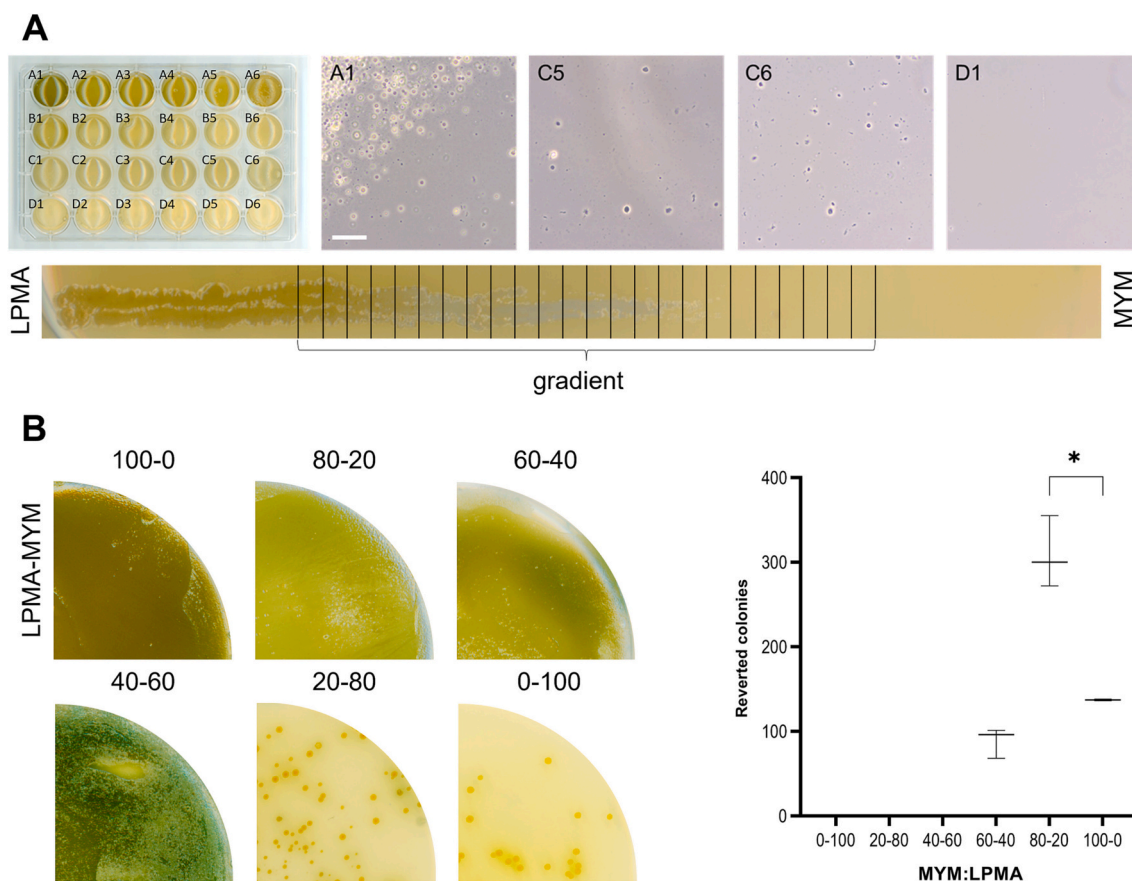 A
A1 A2 A3 A4 A5 A6
B1 B2 B3 B4 B5 B6
C1 C2 C3 C4 C5 C6
D1 D2 D3 D4 D5 D6
A1
C5
C6
D1
LPMA
MYM
gradient
B
LPMA-MYM
100-0
80-20
60-40
40-60
20-80
0-100
*
Reverted colonies
400
300
200
100
0
0-100
20-80
40-60
60-40
80-20
100-0
MYM:LPMA